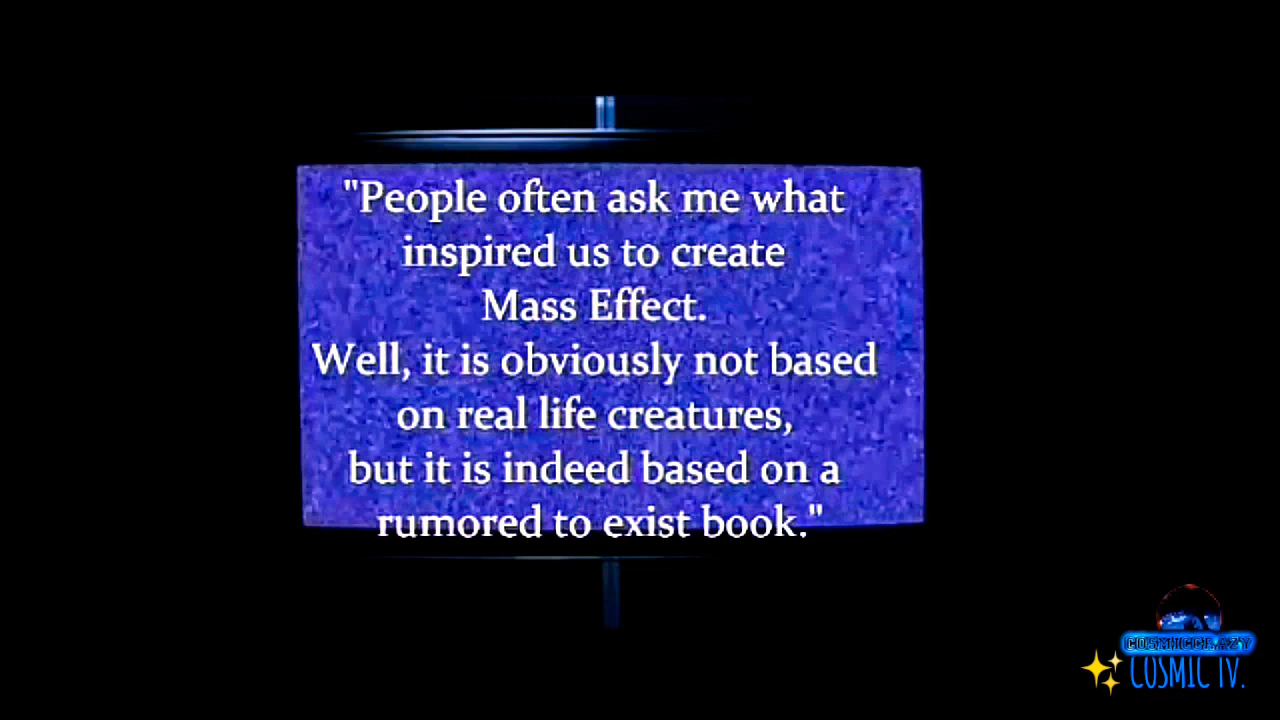 "People often ask me what
inspired us to create
Mass Effect.
Well, it is obviously not based
on real life creatures,
but it is indeed based on a
rumored to exist book."
COSMICCRAZY
COSMIC TV.